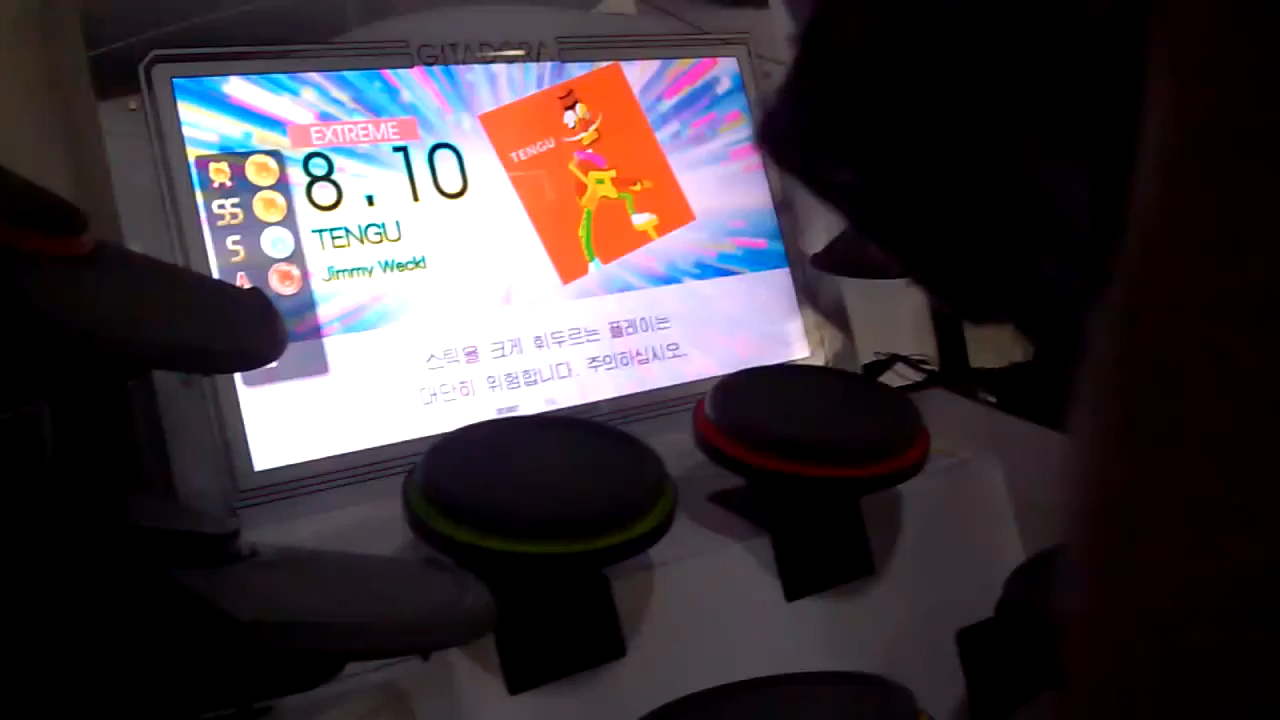 GITADORA
EXTREME
8.10
TENGU
Jimmy Weckl
TENGU
SS
S
A
스틱을 크게 휘두르는 플레이는
대단히 위험합니다. 주의하십시오.